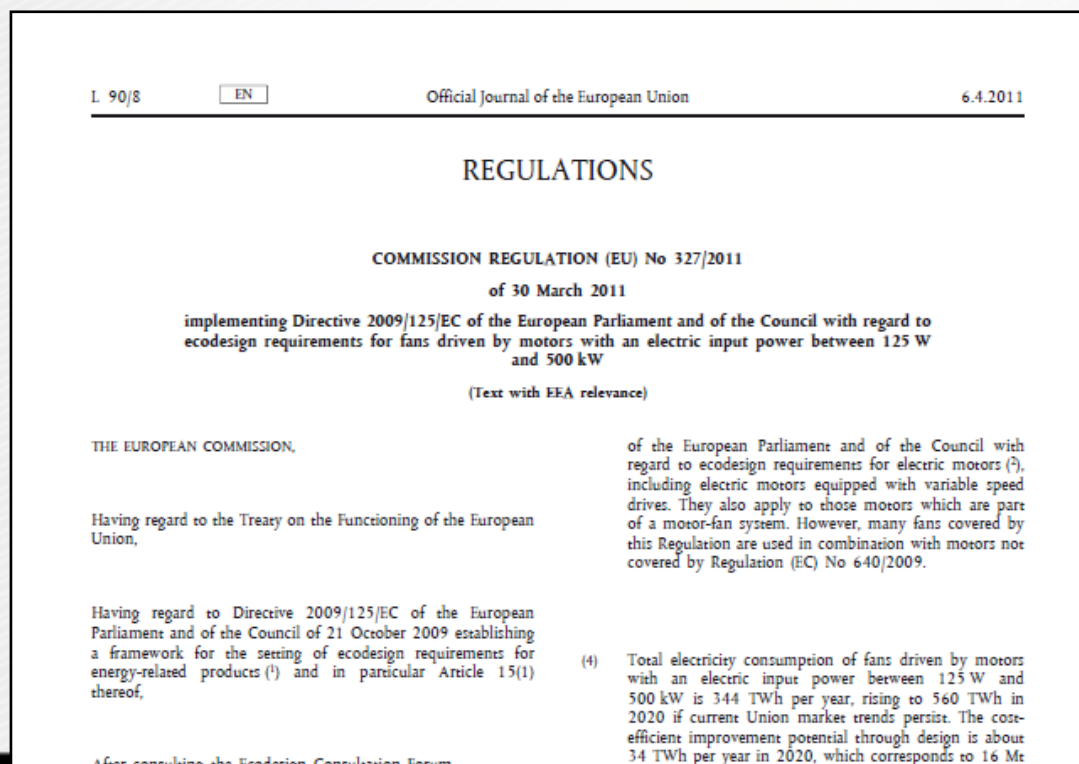 L 90/8 EN Official Journal of the European Union 6.4.2011
REGULATIONS
COMMISSION REGULATION (EU) No 327/2011
of 30 March 2011
implementing Directive 2009/125/EC of the European Parliament and of the Council with regard to
ecodesign requirements for fans driven by motors with an electric input power between 125 W
and 500 kW
(Text with EEA relevance)
THE EUROPEAN COMMISSION,
Having regard to the Treaty on the Functioning of the European
Union,
Having regard to Directive 2009/125/EC of the European
Parliament and of the Council of 21 October 2009 establishing
a framework for the setting of ecodesign requirements for
energy-related products (1) and in particular Article 15(1)
thereof,
After consulting the Ecodesign Consultation Forum
of the European Parliament and of the Council with
regard to ecodesign requirements for electric motors (2),
including electric motors equipped with variable speed
drives. They also apply to those motors which are part
of a motor-fan system. However, many fans covered by
this Regulation are used in combination with motors not
covered by Regulation (EC) No 640/2009.
(4) Total electricity consumption of fans driven by motors
with an electric input power between 125 W and
500 kW is 344 TWh per year, rising to 560 TWh in
2020 if current Union market trends persist. The cost-
efficient improvement potential through design is about
34 TWh per year in 2020, which corresponds to 16 Mt